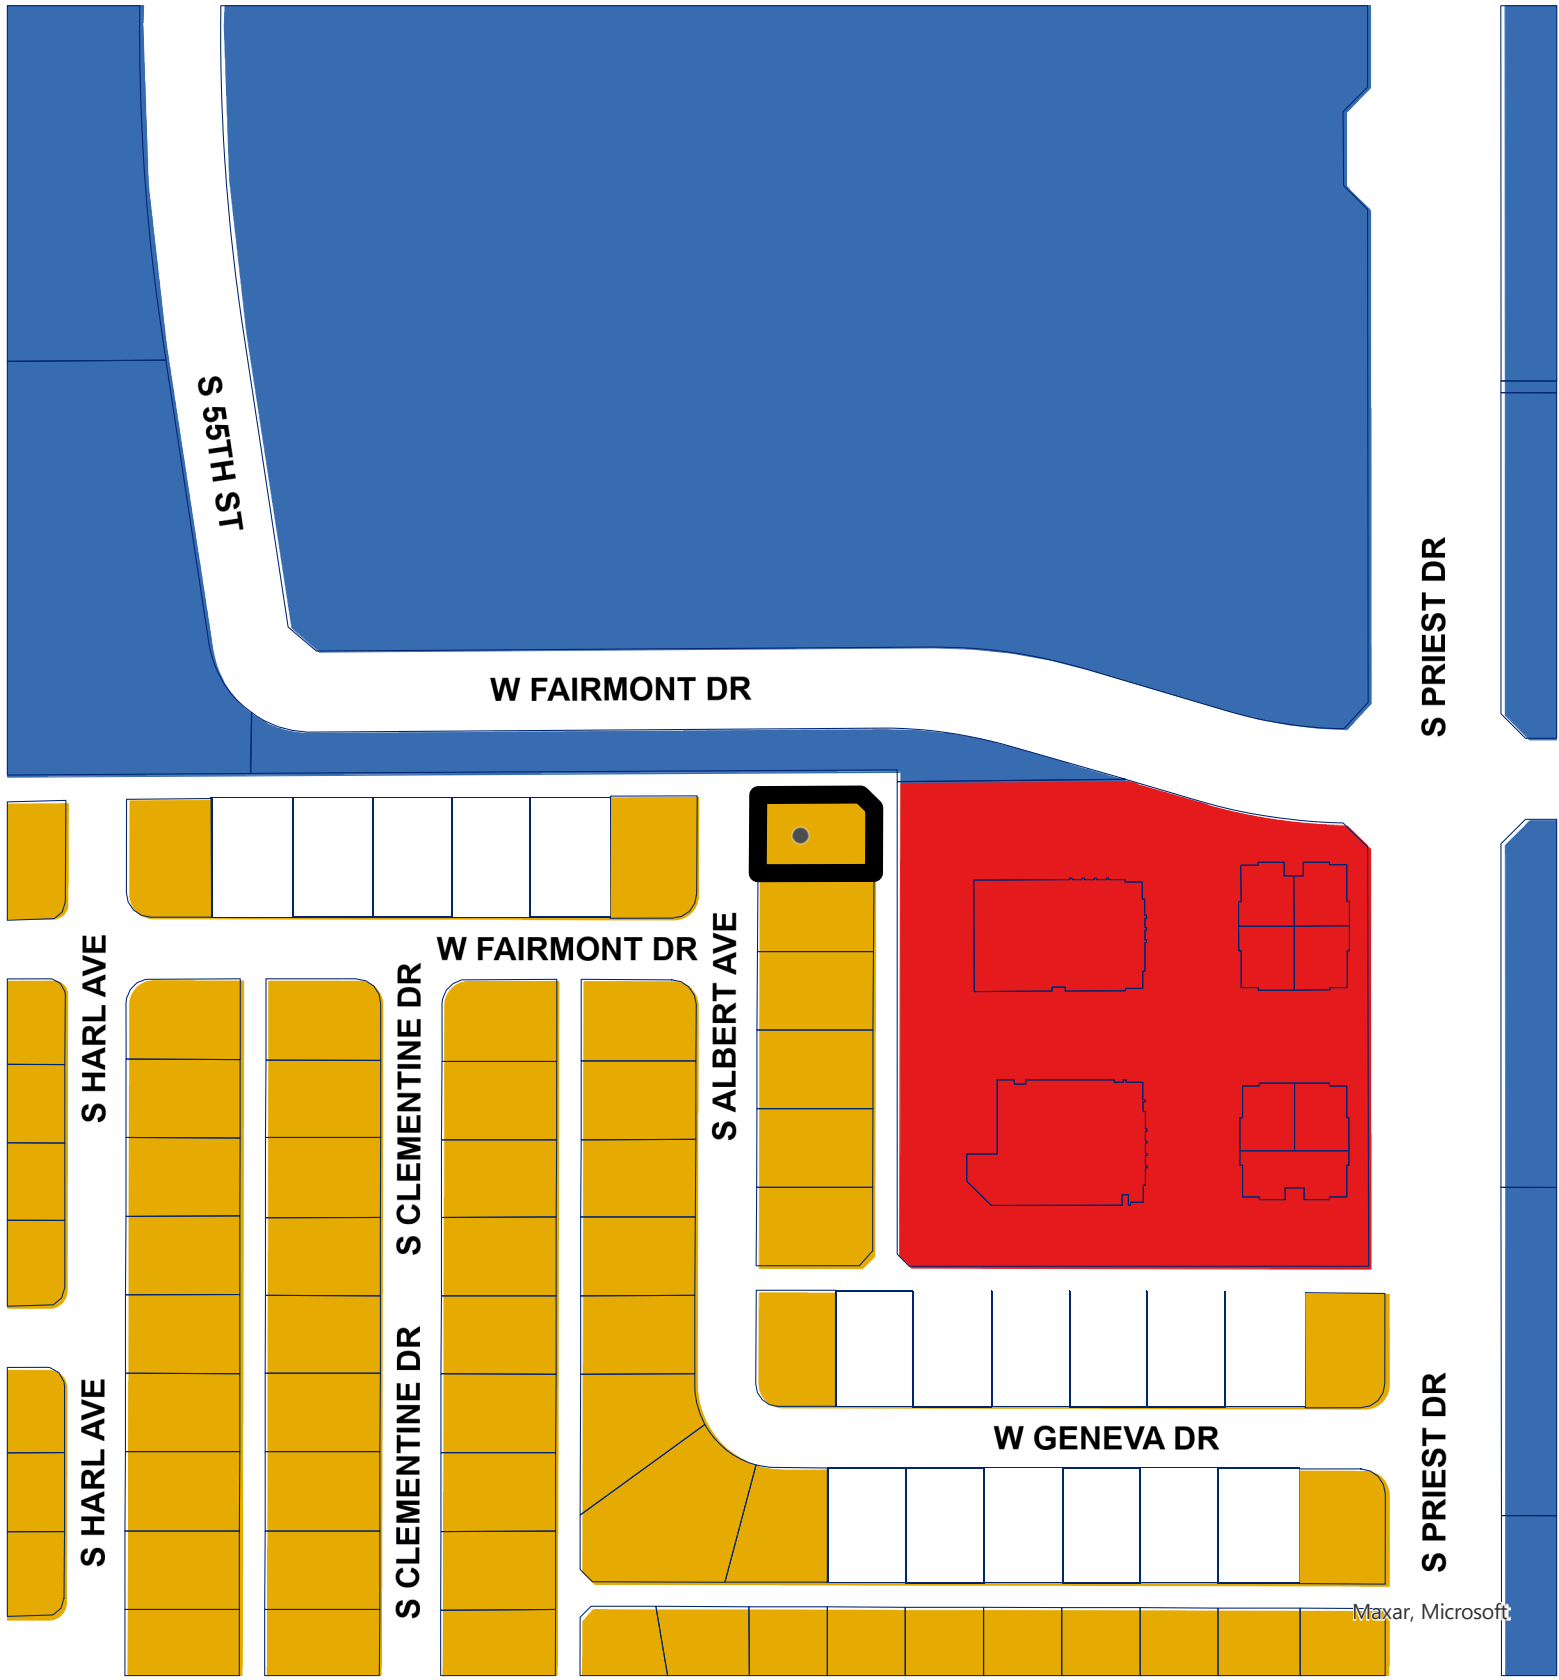 S 55TH ST
S PRIEST DR
W FAIRMONT DR
W FAIRMONT DR
S HARL AVE
S CLEMENTINE DR
S ALBERT AVE
S HARL AVE
S CLEMENTINE DR
W GENEVA DR
S PRIEST DR
Maxar, Microsoft